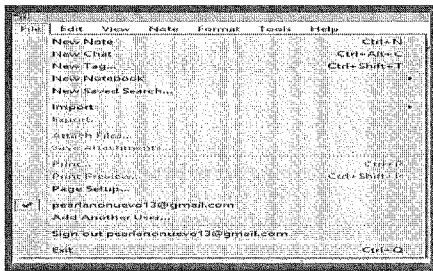 File Edit View Note Format Tools Help
New Note Ctrl+N
New Chat Ctrl+Alt+C
New Tag... Ctrl+Shift+T
New Notebook
New Saved Search...
Import
Export...
Attach Files...
Save Attachments...
Print... Ctrl+P
Print Preview... Ctrl+Shift+P
Page Setup...
pearlanonuevo13@gmail.com
Add Another User...
Sign out pearlanonuevo13@gmail.com
Exit Ctrl+Q